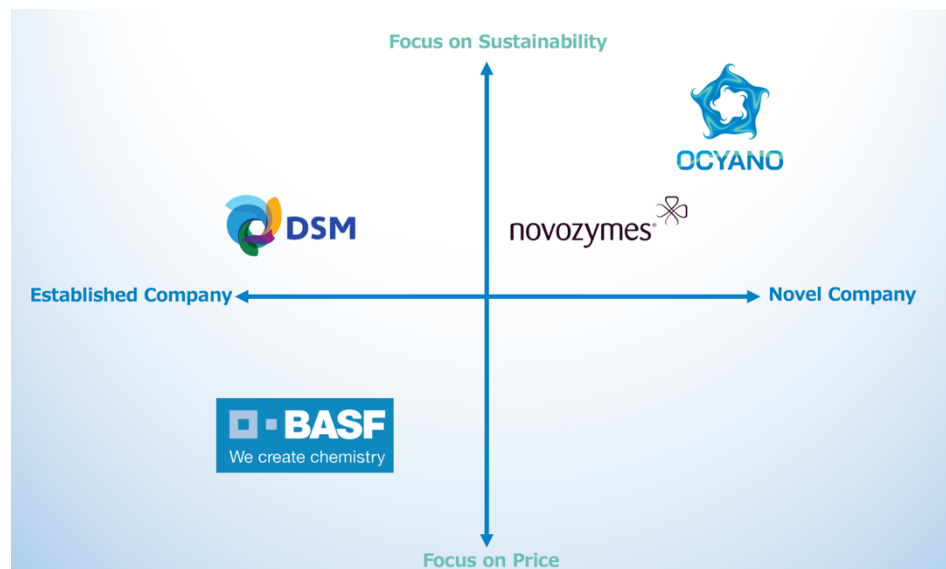 Focus on Sustainability
OCYANO
DSM
novozymes®
Established Company
Novel Company
BASF
We create chemistry
Focus on Price